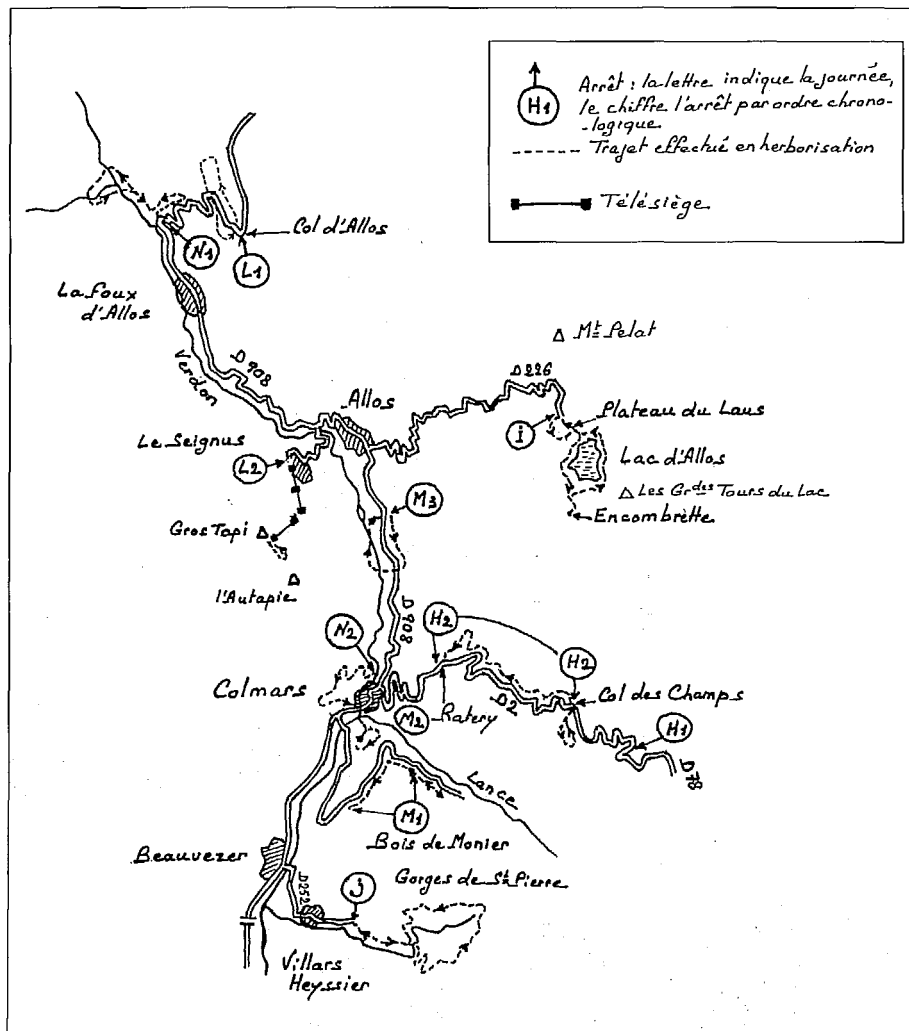 H1
Arrêt : la lettre indique la journée,
le chiffre l'arrêt par ordre chrono-
-logique
Trajet effectué en herborisation
Télésiège
Col d'Allos
N1
L1
La Foux
d'Allos
Verdon
D 908
Mt Pelat
D226
Allos
Plateau du Laus
I
Le Seignus
L2
Lac d'Allos
M3
Les Grdes Tours du Lac
Encombrette
Gros Tapi
l'Autapie
D 908
N2
H2
H2
Colmars
Col des Champs
D2
M2
Ratery
H1
D78
Lance
M1
Bois de Monier
Beauvezer
Gorges de St Pierre
D252
J
Villars
Heyssier